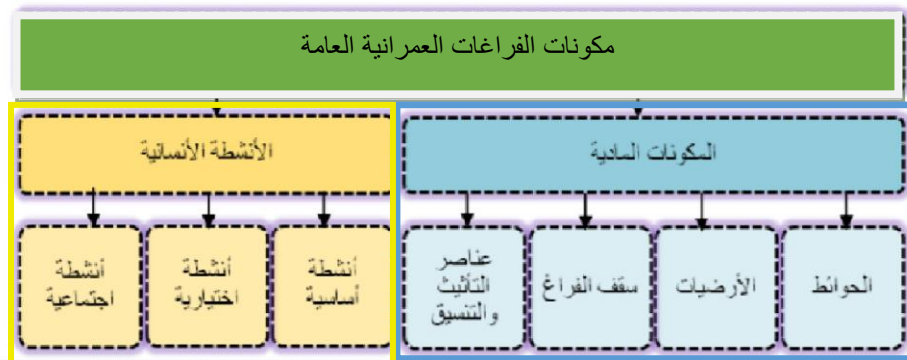 مكونات الفراغات العمرانية العامة
المكونات المادية
الأنشطة الأنسانية
الحوائط
الأرضيات
سقف الفراغ
عناصر
التأثيث
والتنسيق
أنشطة
أساسية
أنشطة
اختيارية
أنشطة
اجتماعية